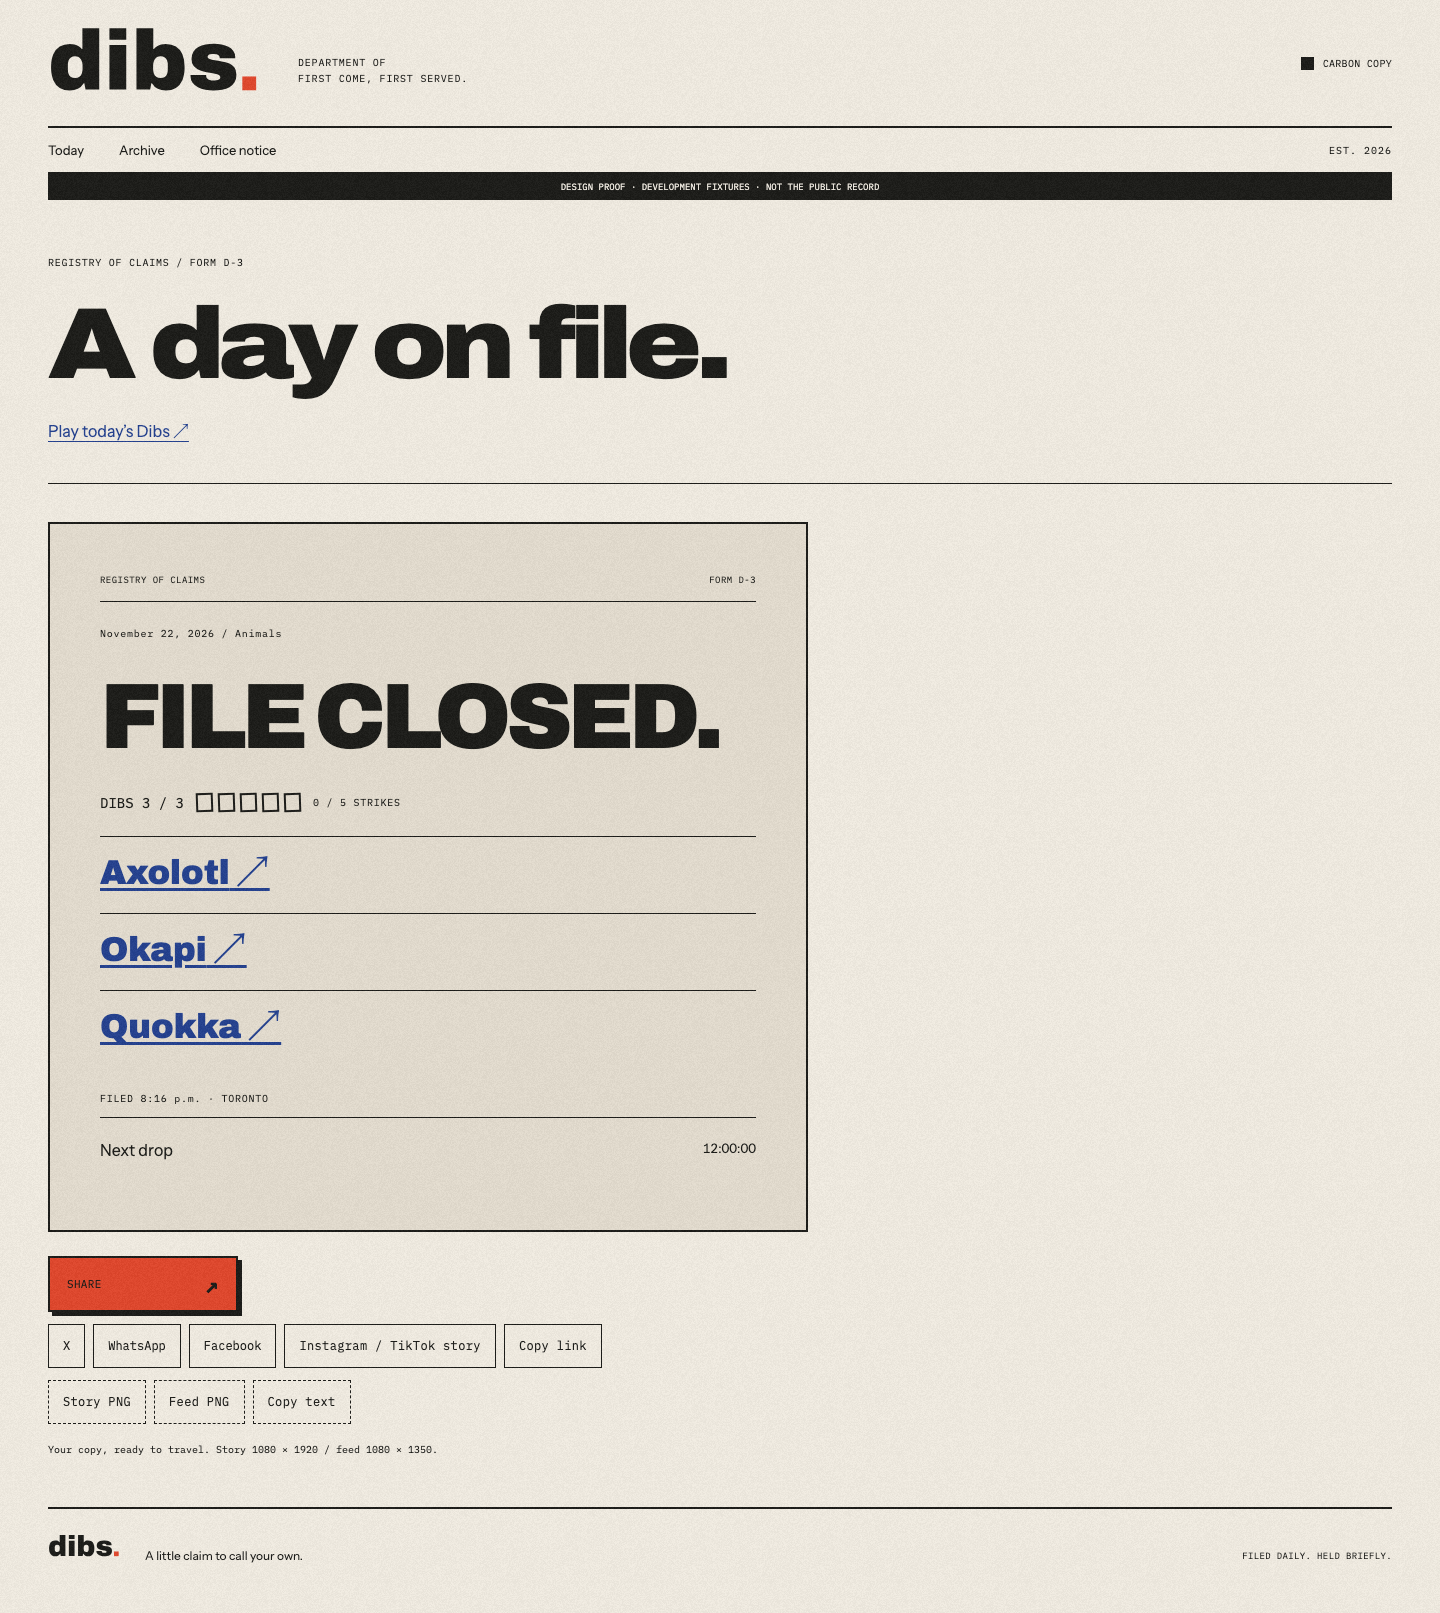 dibs.
DEPARTMENT OF
FIRST COME, FIRST SERVED.
CARBON COPY
Today Archive Office notice
EST. 2026
DESIGN PROOF · DEVELOPMENT FIXTURES · NOT THE PUBLIC RECORD
REGISTRY OF CLAIMS / FORM D-3
A day on file.
Play today's Dibs ↗
REGISTRY OF CLAIMS
FORM D-3
November 22, 2026 / Animals
FILE CLOSED.
DIBS 3 / 3 0 / 5 STRIKES
Axolotl ↗
Okapi ↗
Quokka ↗
FILED 8:16 p.m. · TORONTO
Next drop 12:00:00
SHARE ↗
X WhatsApp Facebook Instagram / TikTok story Copy link
Story PNG Feed PNG Copy text
Your copy, ready to travel. Story 1080 × 1920 / feed 1080 × 1350.
dibs. A little claim to call your own.
FILED DAILY. HELD BRIEFLY.